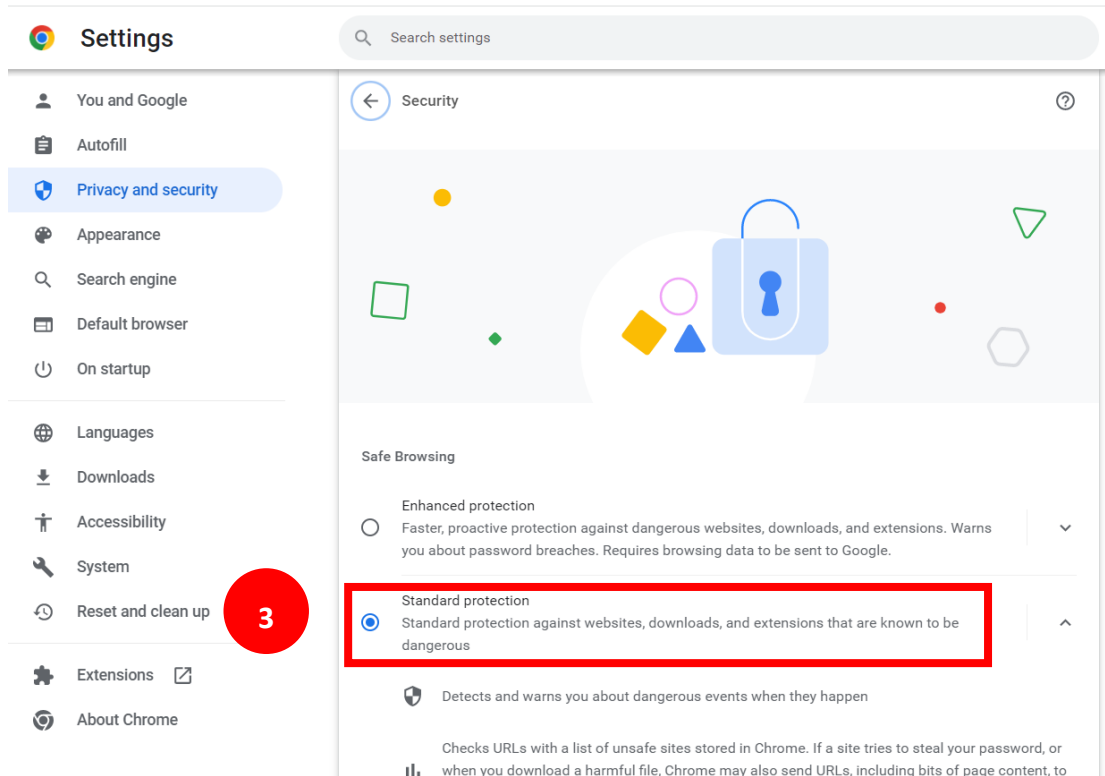 Settings
Search settings
You and Google
Autofill
Privacy and security
Appearance
Search engine
Default browser
On startup
Languages
Downloads
Accessibility
System
Reset and clean up
3
Extensions
About Chrome
Security
Safe Browsing
Enhanced protection
Faster, proactive protection against dangerous websites, downloads, and extensions. Warns
you about password breaches. Requires browsing data to be sent to Google.
Standard protection
Standard protection against websites, downloads, and extensions that are known to be
dangerous
Detects and warns you about dangerous events when they happen
Checks URLs with a list of unsafe sites stored in Chrome. If a site tries to steal your password, or
when you download a harmful file, Chrome may also send URLs, including bits of page content, to